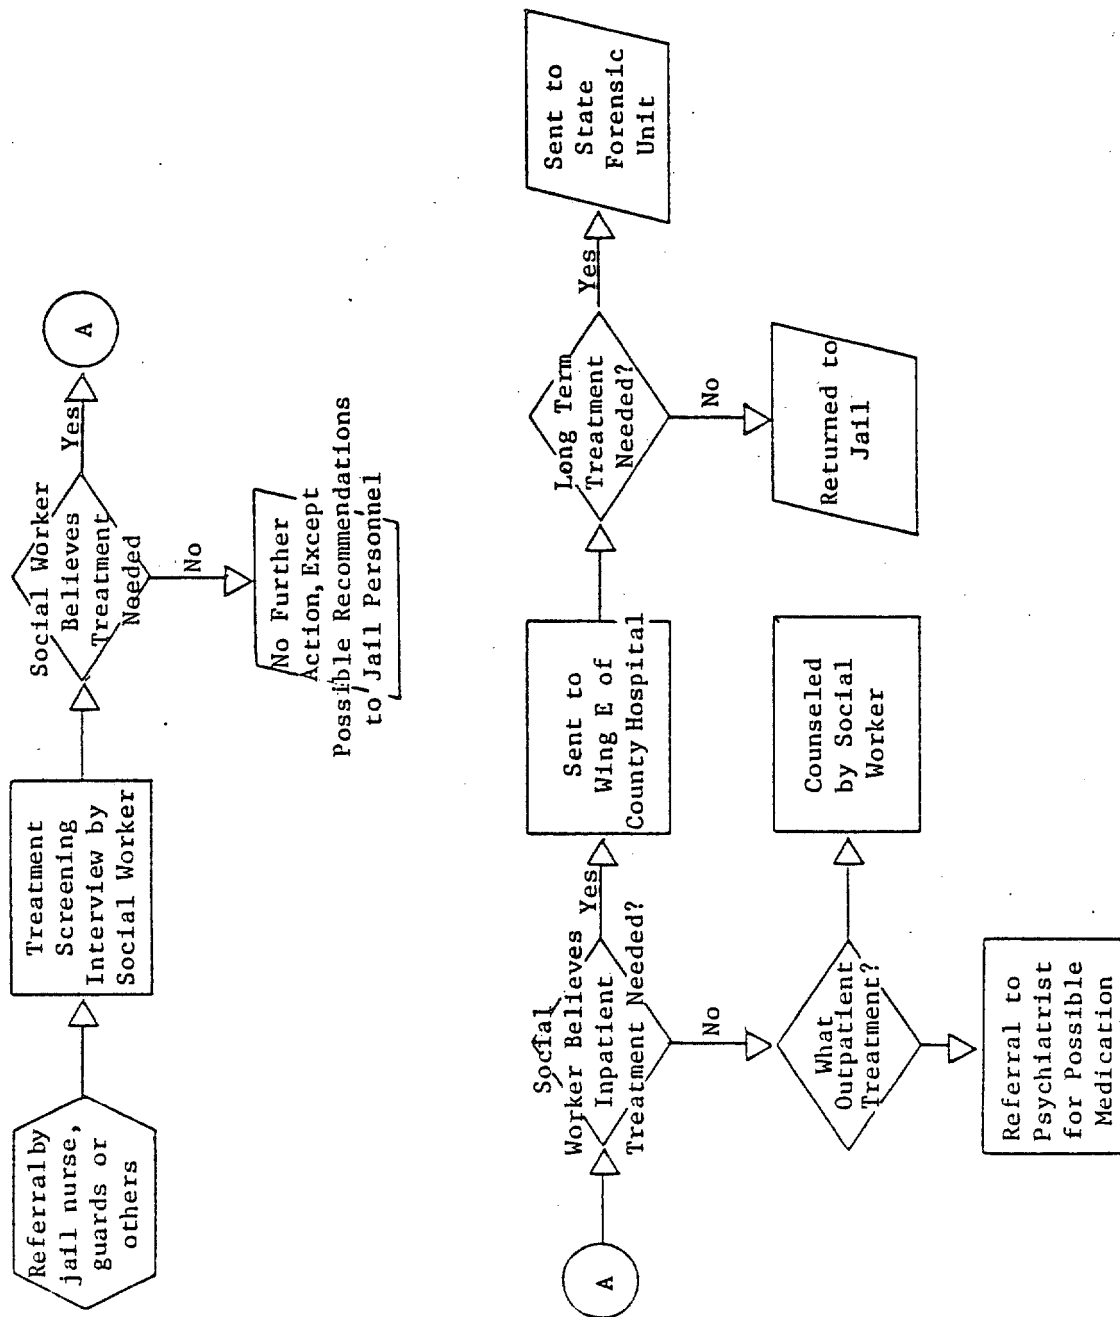 Referral by
jail nurse,
guards or
others
Treatment
Screening
Interview by
Social Worker
Social Worker
Believes
Treatment
Needed
Yes
A
No
No Further
Action, Except
Possible Recommendations
to Jail Personnel
A
Social
Worker Believes
Inpatient
Treatment Needed?
Yes
Sent to
Wing E of
County Hospital
Long Term
Treatment
Needed?
Yes
Sent to
State
Forensic
Unit
No
Returned to
Jail
No
What
Outpatient
Treatment?
Counseled
by Social
Worker
Referral to
Psychiatrist
for Possible
Medication